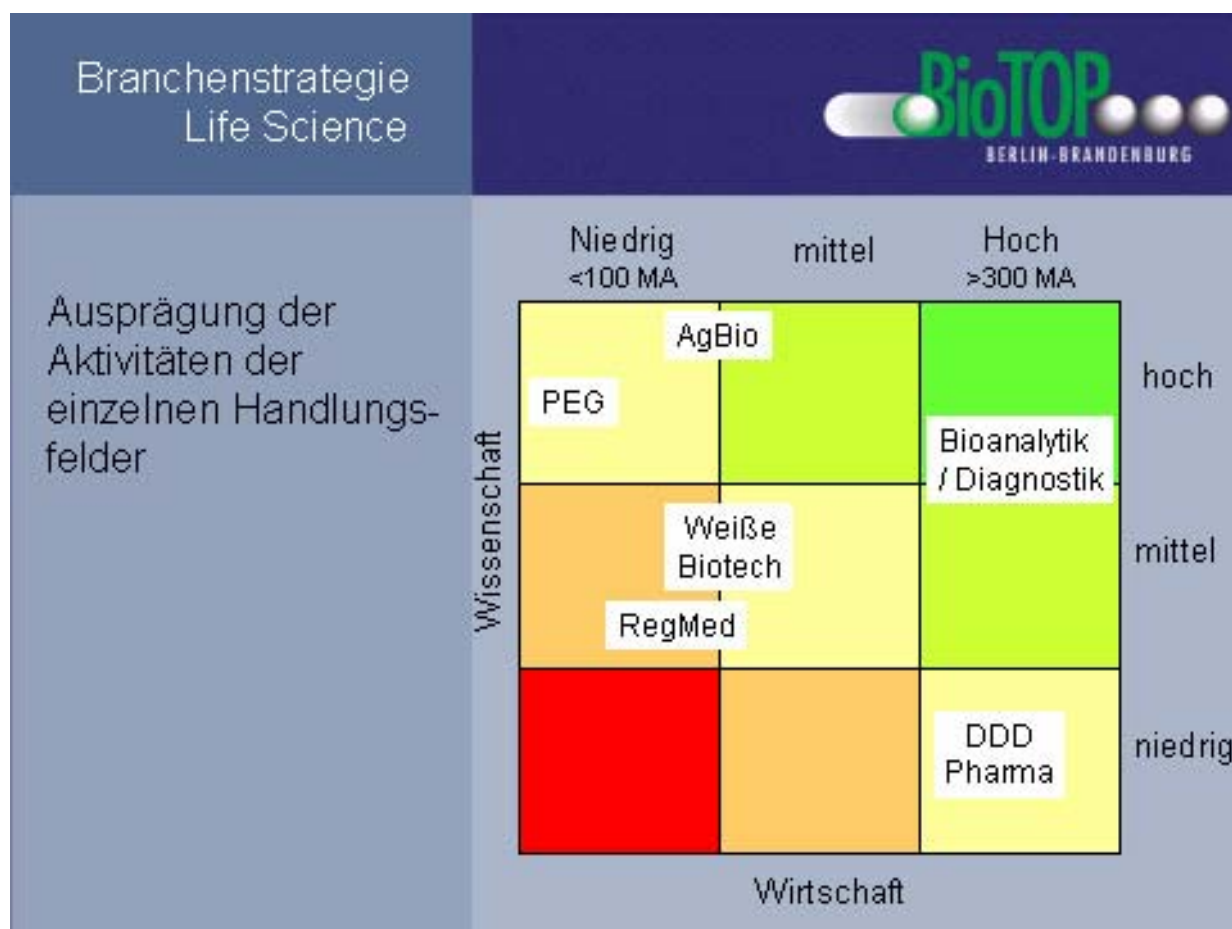 Branchenstrategie
Life Science
BioTOP
BERLIN-BRANDENBURG
Ausprägung der
Aktivitäten der
einzelnen Handlungs-
felder
Niedrig
<100 MA
mittel
Hoch
>300 MA
Wissenschaft
AgBio
PEG
Bioanalytik
/ Diagnostik
hoch
Weiße
Biotech
RegMed
mittel
DDD
Pharma
niedrig
Wirtschaft